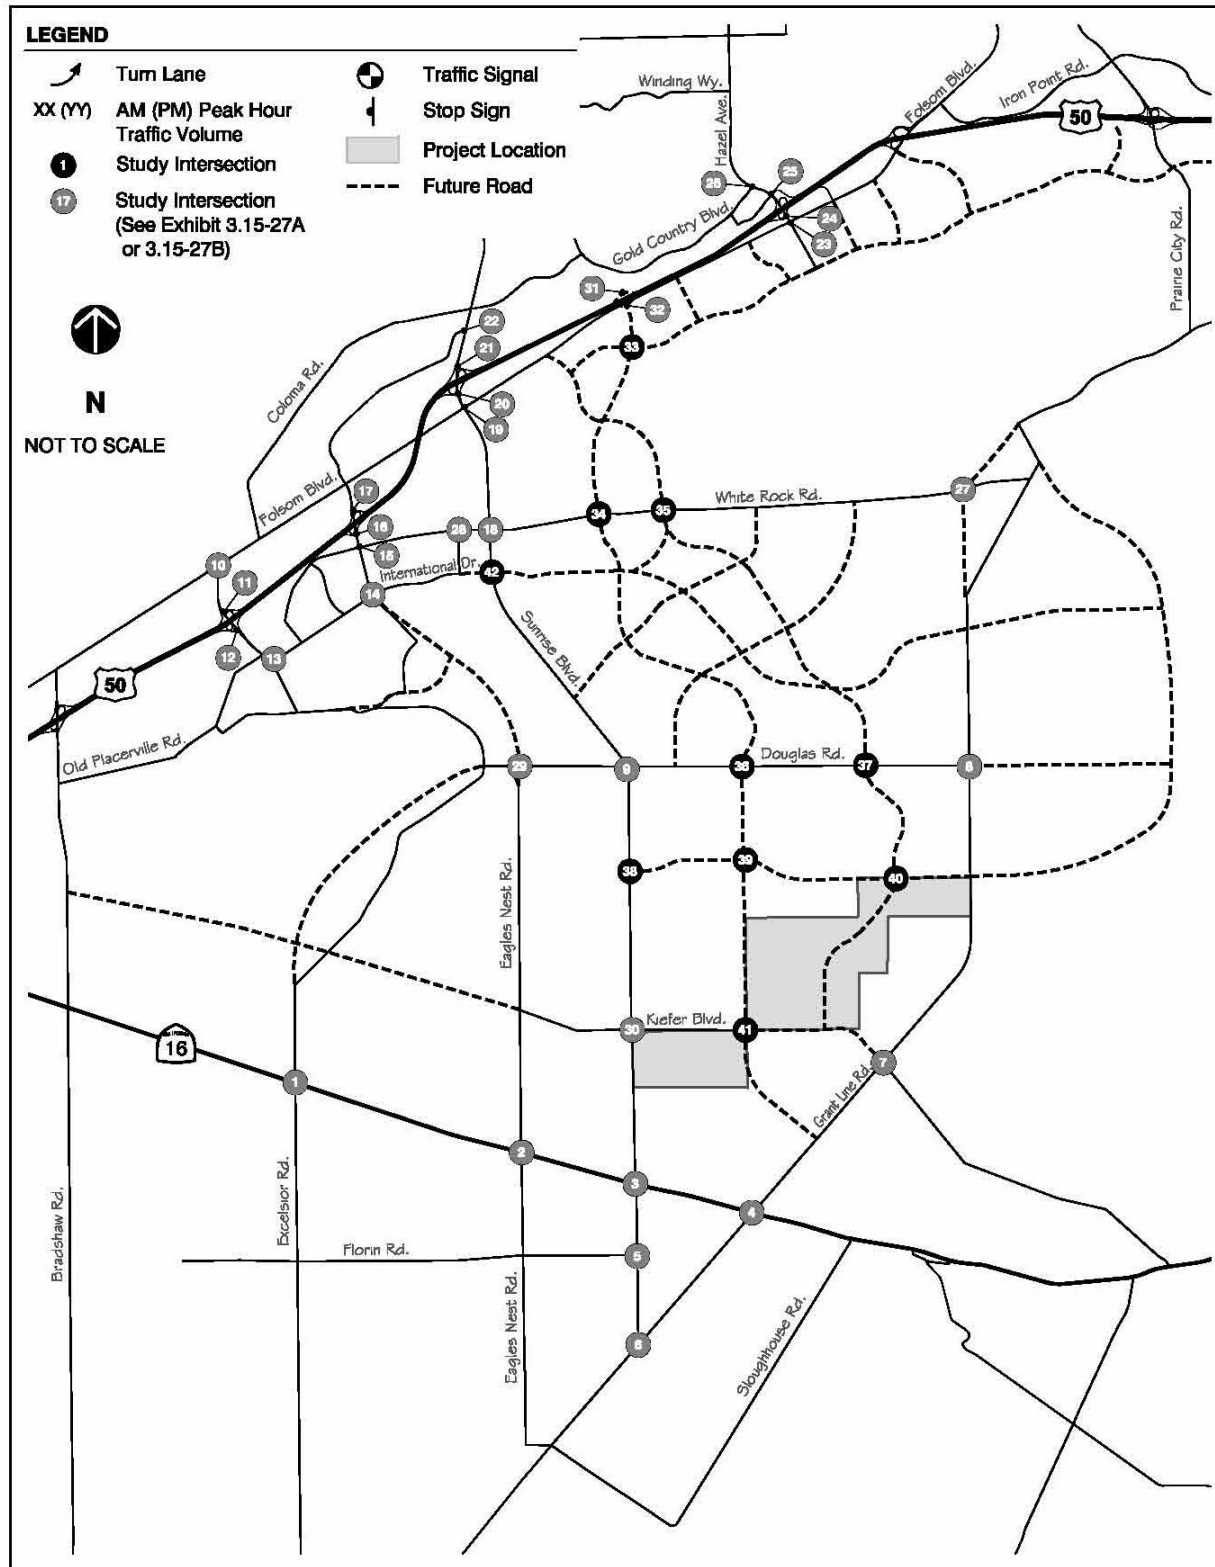 LEGEND
Turn Lane
XX (YY) AM (PM) Peak Hour
Traffic Volume
1 Study Intersection
17 Study Intersection
(See Exhibit 3.15-27A
or 3.15-27B)
Traffic Signal
Stop Sign
Project Location
Future Road
N
NOT TO SCALE
Winding Wy.
Hazel Ave.
Folsom Blvd.
Iron Point Rd.
50
Prairie City Rd.
25
25
24
23
Gold Country Blvd.
31
32
33
22
21
20
19
Coloma Rd.
Folsom Blvd.
17
16
15
28
18
34
35
White Rock Rd.
27
10
11
12
13
14
International Dr.
42
Sunrise Blvd.
50
Old Placerville Rd.
29
9
36
Douglas Rd.
37
8
38
39
40
Eagles Nest Rd.
30
Kiefer Blvd.
41
7
Grant Line Rd.
16
1
2
3
4
Bradshaw Rd.
Excelsior Rd.
Florin Rd.
5
Eagles Nest Rd.
6
Sloughhouse Rd.